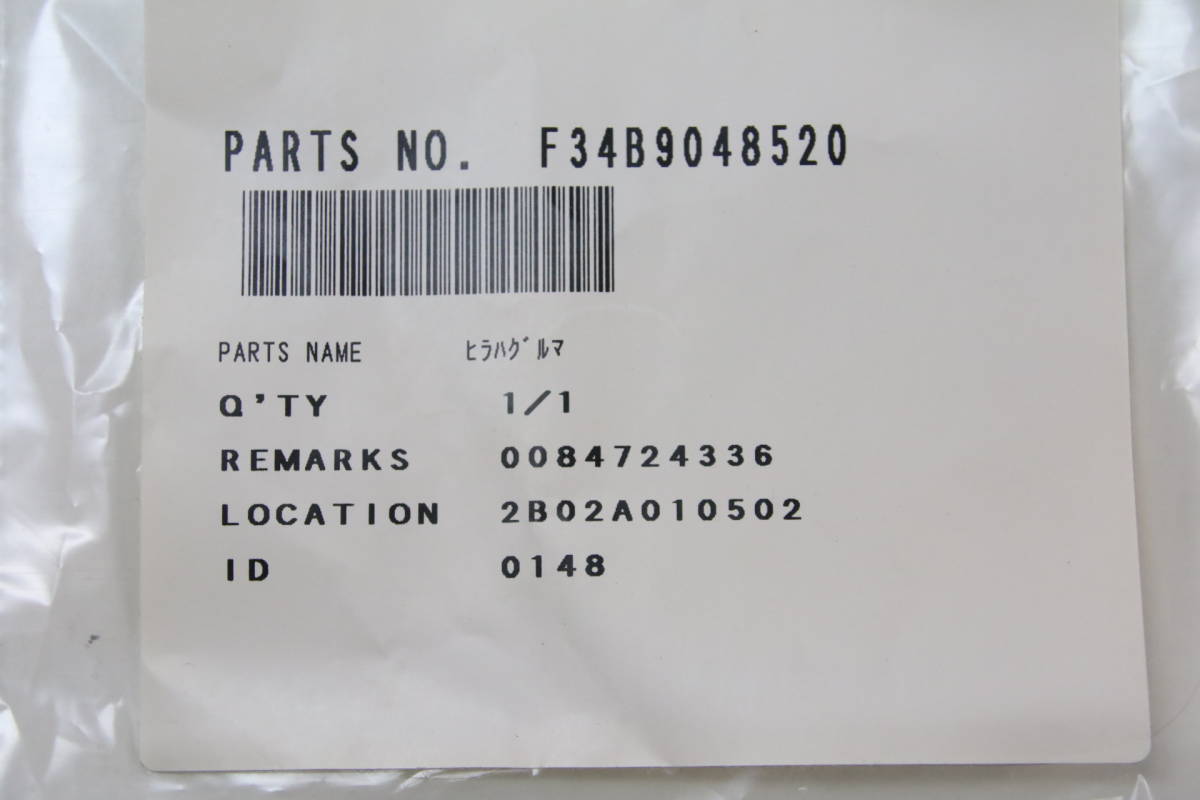 PARTS NO. F34B9048520
PARTS NAME ﾋﾗﾊｸﾞﾙﾏ
Q'TY 1/1
REMARKS 0084724336
LOCATION 2B02A010502
ID 0148